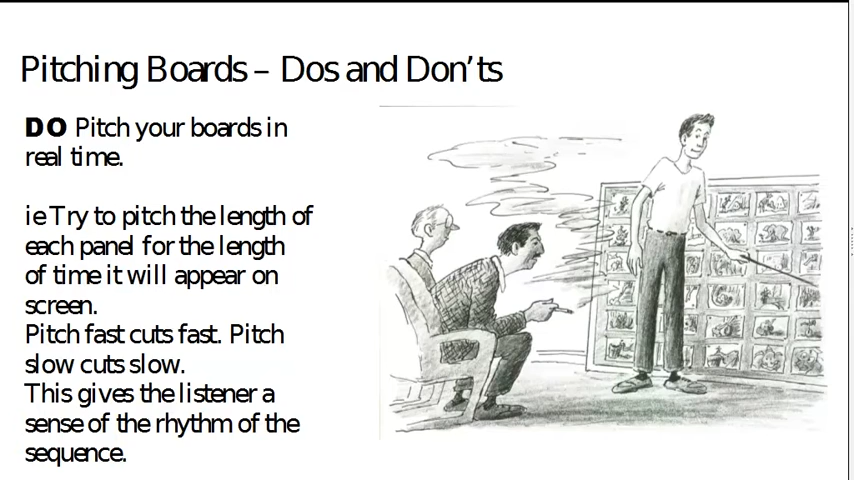 Pitching Boards – Dos and Don'ts
DO Pitch your boards in
real time.
ie Try to pitch the length of
each panel for the length
of time it will appear on
screen.
Pitch fast cuts fast. Pitch
slow cuts slow.
This gives the listener a
sense of the rhythm of the
sequence.